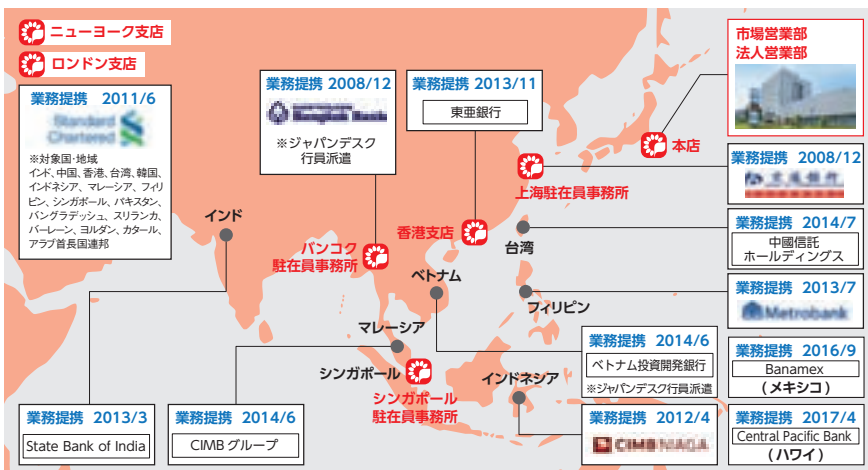 ニューヨーク支店
ロンドン支店
業務提携 2011/6
Standard
Chartered
※対象国・地域
インド、中国、香港、台湾、韓国、
インドネシア、マレーシア、フィリ
ピン、シンガポール、パキスタン、
バングラデッシュ、スリランカ、
バーレーン、ヨルダン、カタール、
アラブ首長国連邦
業務提携 2008/12
Bangkok Bank
※ジャパンデスク
行員派遣
業務提携 2013/11
東亜銀行
市場営業部
法人営業部
本店
上海駐在員事務所
業務提携 2008/12
香港支店
台湾
業務提携 2014/7
中國信託
ホールディングス
インド
バンコク
駐在員事務所
ベトナム
フィリピン
業務提携 2013/7
Metrobank
マレーシア
シンガポール
シンガポール
駐在員事務所
インドネシア
業務提携 2014/6
ベトナム投資開発銀行
※ジャパンデスク行員派遣
業務提携 2016/9
Banamex
(メキシコ)
業務提携 2013/3
State Bank of India
業務提携 2014/6
CIMB グループ
業務提携 2012/4
CIMB NIAGA
業務提携 2017/4
Central Pacific Bank
(ハワイ)